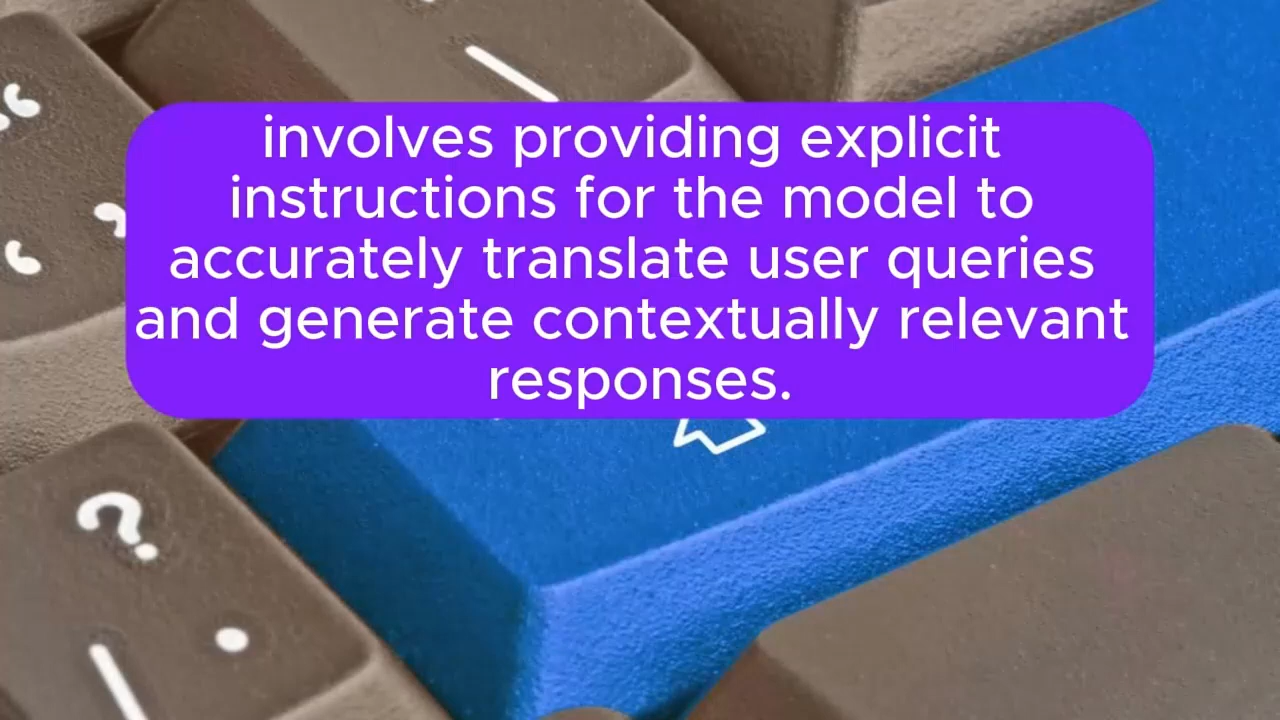 involves providing explicit
instructions for the model to
accurately translate user queries
and generate contextually relevant
responses.
?